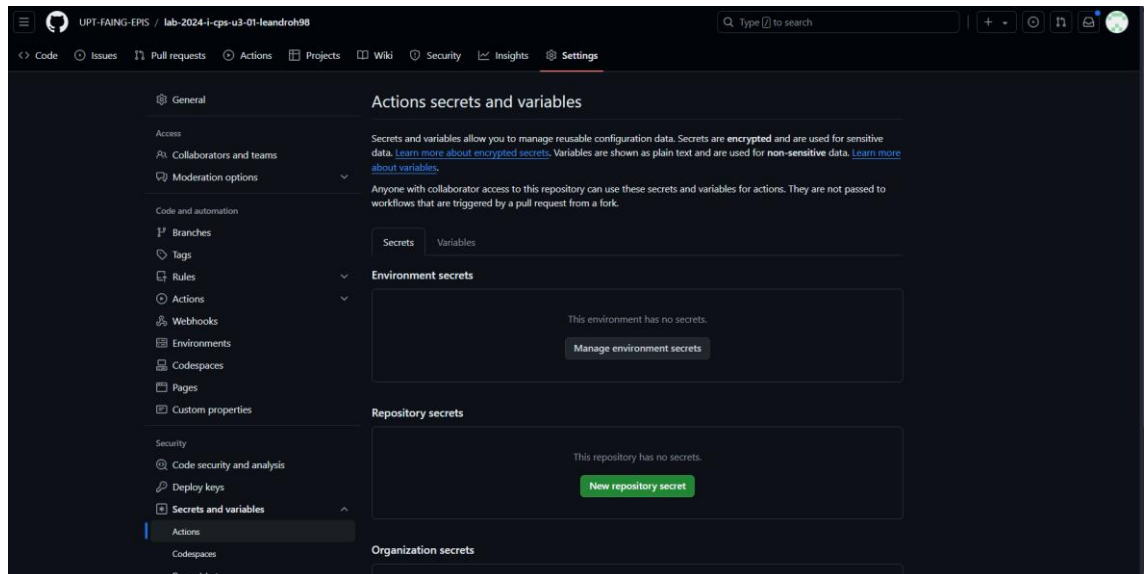 UPT-FAING-EPIS / lab-2024-i-cps-u3-01-leandroh98
Type / to search
<> Code Issues Pull requests Actions Projects Wiki Security Insights Settings
General
Access
Collaborators and teams
Moderation options
Code and automation
Branches
Tags
Rules
Actions
Webhooks
Environments
Codespaces
Pages
Custom properties
Security
Code security and analysis
Deploy keys
Secrets and variables
Actions
Codespaces
Actions secrets and variables
Secrets and variables allow you to manage reusable configuration data. Secrets are encrypted and are used for sensitive
data. Learn more about encrypted secrets. Variables are shown as plain text and are used for non-sensitive data. Learn more
about variables.
Anyone with collaborator access to this repository can use these secrets and variables for actions. They are not passed to
workflows that are triggered by a pull request from a fork.
Secrets Variables
Environment secrets
This environment has no secrets.
Manage environment secrets
Repository secrets
This repository has no secrets.
New repository secret
Organization secrets